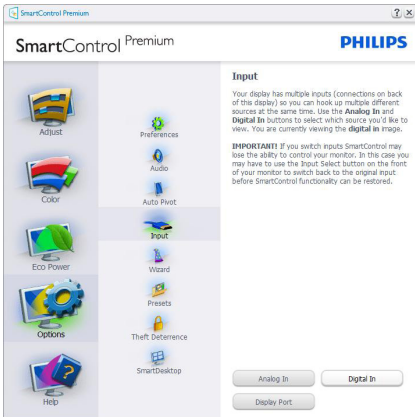 SmartControl Premium
SmartControl Premium
PHILIPS
Adjust
Color
Eco Power
Options
Help
Preferences
Audio
Auto Pivot
Input
Wizard
Presets
Theft Deterrence
SmartDesktop
Input
Your display has multiple inputs (connections on back
of this display) so you can hook up multiple different
sources at the same time. Use the Analog In and
Digital In buttons to select which source you'd like to
view. You are currently viewing the digital in image.
IMPORTANT! If you switch inputs SmartControl may
lose the ability to control your monitor. In this case you
may have to use the Input Select button on the front
of your monitor to switch back to the original input
before SmartControl functionality can be restored.
Analog In
Digital In
Display Port